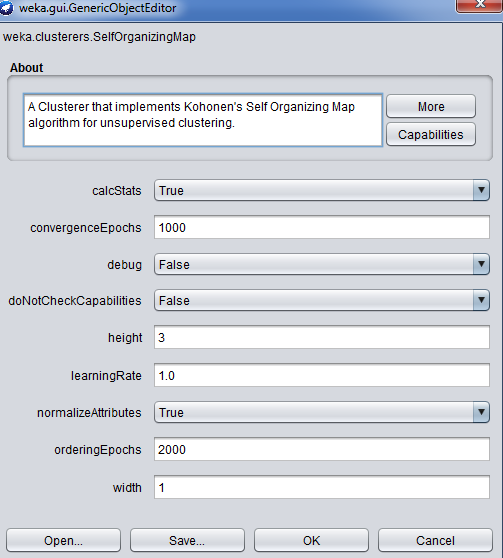 weka.gui.GenericObjectEditor
weka.clusterers.SelfOrganizingMap
About
A Clusterer that implements Kohonen's Self Organizing Map
algorithm for unsupervised clustering.
More
Capabilities
calcStats True
convergenceEpochs 1000
debug False
doNotCheckCapabilities False
height 3
learningRate 1.0
normalizeAttributes True
orderingEpochs 2000
width 1
Open... Save... OK Cancel